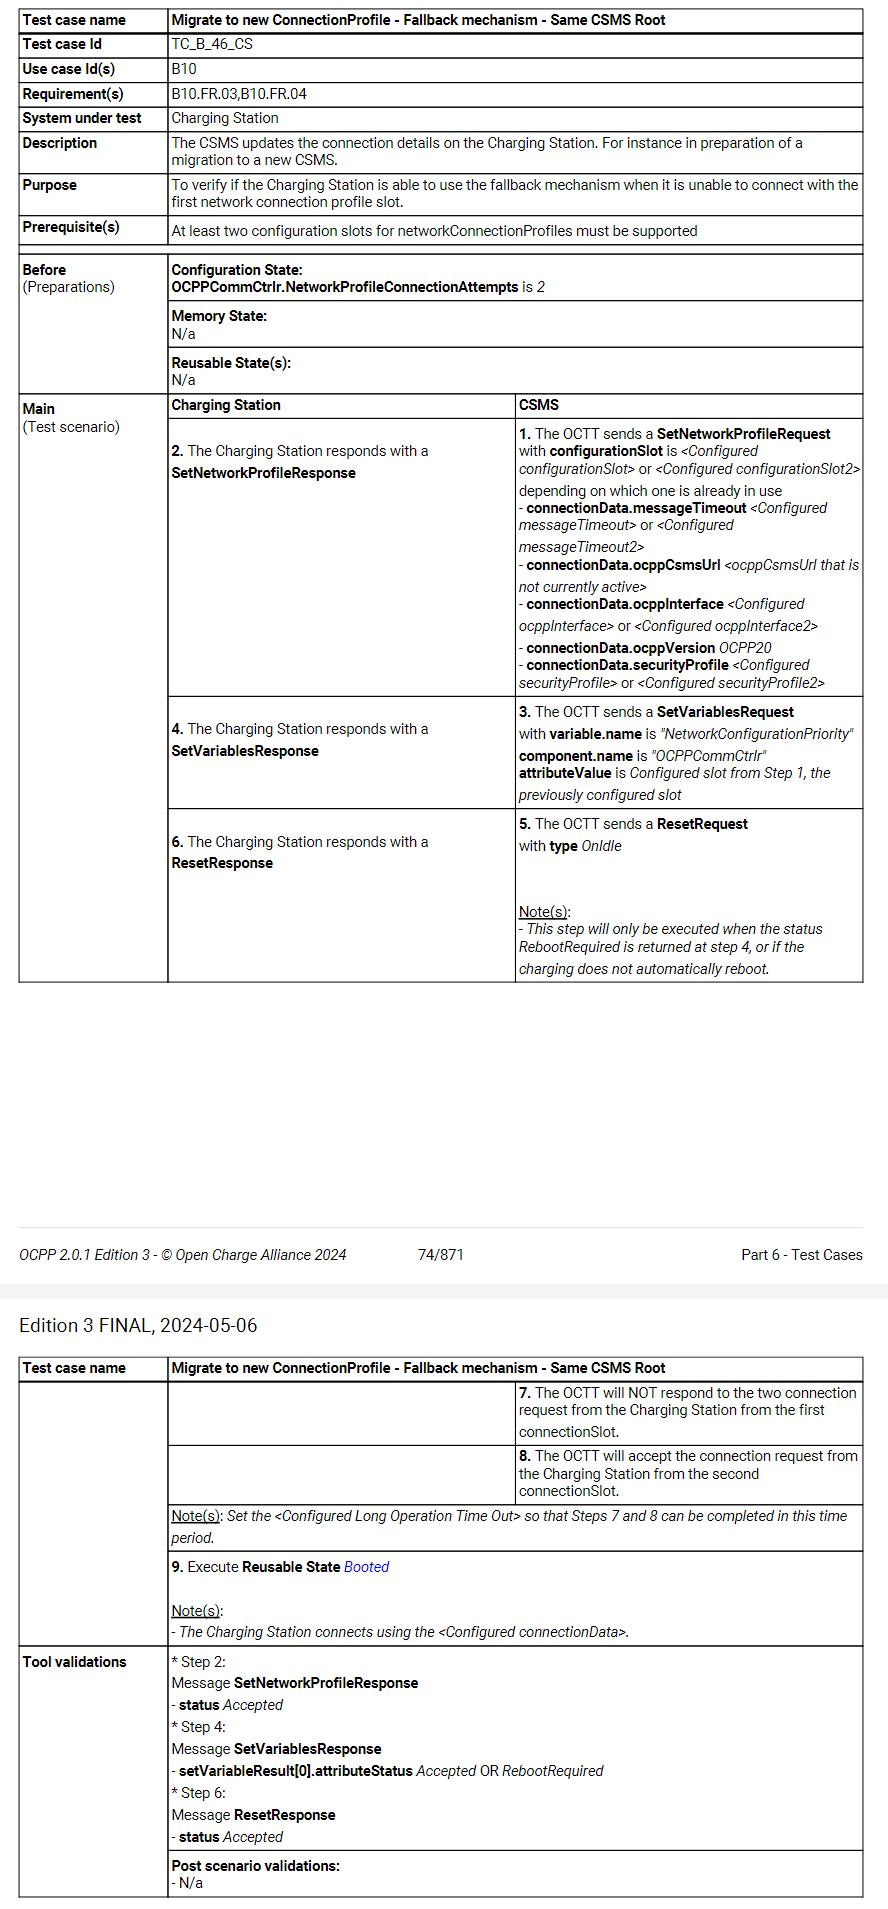 Test case name Migrate to new ConnectionProfile - Fallback mechanism - Same CSMS Root
Test case Id TC_B_46_CS
Use case Id(s) B10
Requirement(s) B10.FR.03,B10.FR.04
System under test Charging Station
Description The CSMS updates the connection details on the Charging Station. For instance in preparation of a
migration to a new CSMS.
Purpose To verify if the Charging Station is able to use the fallback mechanism when it is unable to connect with the
first network connection profile slot.
Prerequisite(s) At least two configuration slots for networkConnectionProfiles must be supported
Before
(Preparations)
Configuration State:
OCPPCommCtrlr.NetworkProfileConnectionAttempts is 2
Memory State:
N/a
Reusable State(s):
N/a
Main
(Test scenario)
Charging Station CSMS
2. The Charging Station responds with a
SetNetworkProfileResponse
1. The OCTT sends a SetNetworkProfileRequest
with configurationSlot is <Configured
configurationSlot> or <Configured configurationSlot2>
depending on which one is already in use
- connectionData.messageTimeout <Configured
messageTimeout> or <Configured
messageTimeout2>
- connectionData.ocppCsmsUrl <ocppCsmsUrl that is
not currently active>
- connectionData.ocppInterface <Configured
ocppInterface> or <Configured ocppInterface2>
- connectionData.ocppVersion OCPP20
- connectionData.securityProfile <Configured
securityProfile> or <Configured securityProfile2>
4. The Charging Station responds with a
SetVariablesResponse
3. The OCTT sends a SetVariablesRequest
with variable.name is "NetworkConfigurationPriority"
component.name is "OCPPCommCtrlr"
attributeValue is Configured slot from Step 1, the
previously configured slot
6. The Charging Station responds with a
ResetResponse
5. The OCTT sends a ResetRequest
with type OnIdle
Note(s):
- This step will only be executed when the status
RebootRequired is returned at step 4, or if the
charging does not automatically reboot.
OCPP 2.0.1 Edition 3 - © Open Charge Alliance 2024 74/871 Part 6 - Test Cases
Edition 3 FINAL, 2024-05-06
Test case name Migrate to new ConnectionProfile - Fallback mechanism - Same CSMS Root
7. The OCTT will NOT respond to the two connection
request from the Charging Station from the first
connectionSlot.
8. The OCTT will accept the connection request from
the Charging Station from the second
connectionSlot.
Note(s): Set the <Configured Long Operation Time Out> so that Steps 7 and 8 can be completed in this time
period.
9. Execute Reusable State Booted
Note(s):
- The Charging Station connects using the <Configured connectionData>.
Tool validations
* Step 2:
Message SetNetworkProfileResponse
- status Accepted
* Step 4:
Message SetVariablesResponse
- setVariableResult[0].attributeStatus Accepted OR RebootRequired
* Step 6:
Message ResetResponse
- status Accepted
Post scenario validations:
- N/a